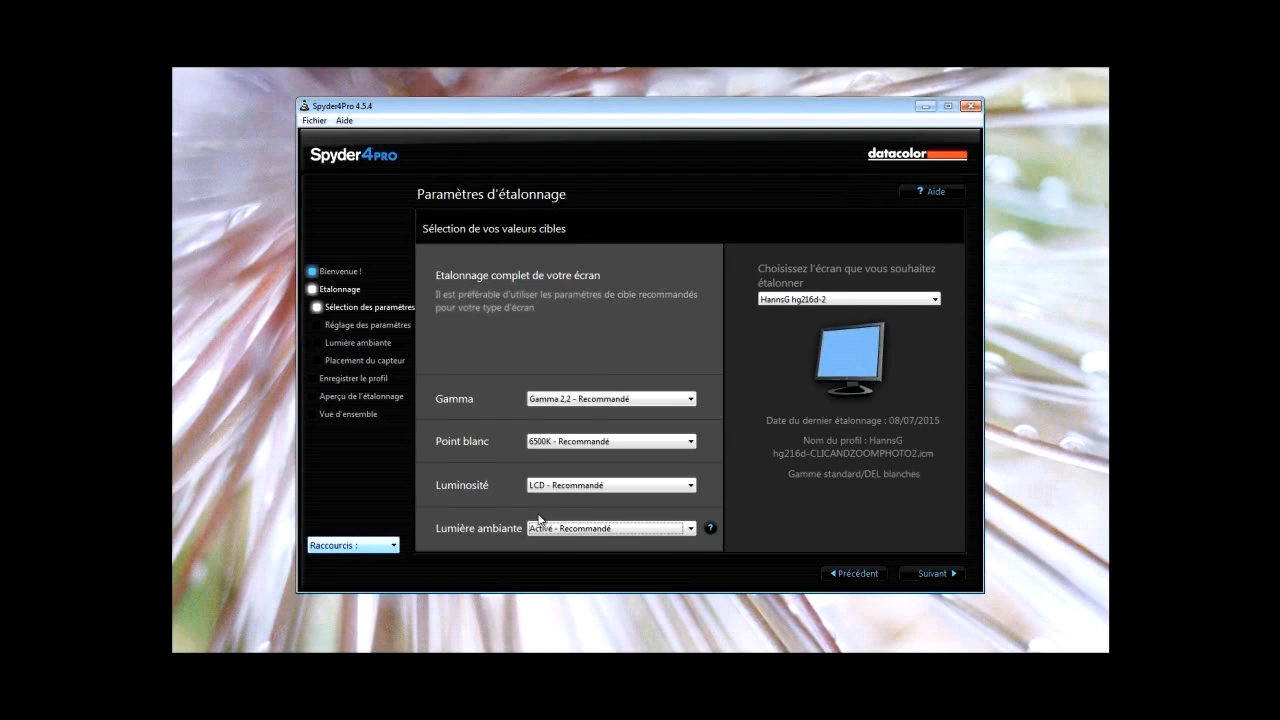 Spyder4Pro 4.5.4
Fichier Aide
Spyder4PRO
datacolor
Paramètres d'étalonnage
? Aide
Sélection de vos valeurs cibles
Bienvenue !
Etalonnage
Sélection des paramètres
Réglage des paramètres
Lumière ambiante
Placement du capteur
Enregistrer le profil
Aperçu de l'étalonnage
Vue d'ensemble
Raccourcis :
Etalonnage complet de votre écran
Il est préférable d'utiliser les paramètres de cible recommandés
pour votre type d'écran
Gamma Gamma 2,2 - Recommandé
Point blanc 6500K - Recommandé
Luminosité LCD - Recommandé
Lumière ambiante Activé - Recommandé ?
Choisissez l'écran que vous souhaitez
étalonner
HannsG hg216d-2
Date du dernier étalonnage : 08/07/2015
Nom du profil : HannsG
hg216d-CLICANDZOOMPHOTO2.icm
Gamme standard/DEL blanches
Précédent Suivant